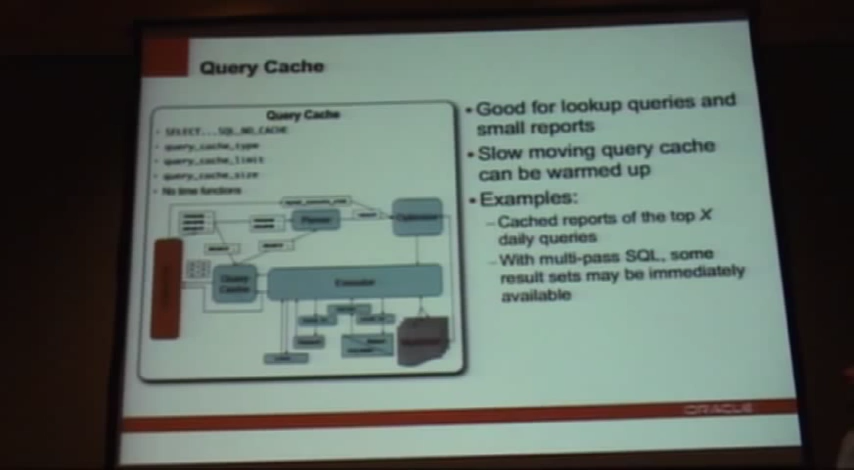 Query Cache
Query Cache
• SELECT...SQL_NO_CACHE
• query_cache_type
• query_cache_limit
• query_cache_size
• No time functions
Parser
Optimizer
Query
Cache
Executor
• Good for lookup queries and
small reports
• Slow moving query cache
can be warmed up
• Examples:
– Cached reports of the top X
daily queries
– With multi-pass SQL, some
result sets may be immediately
available
ORACLE